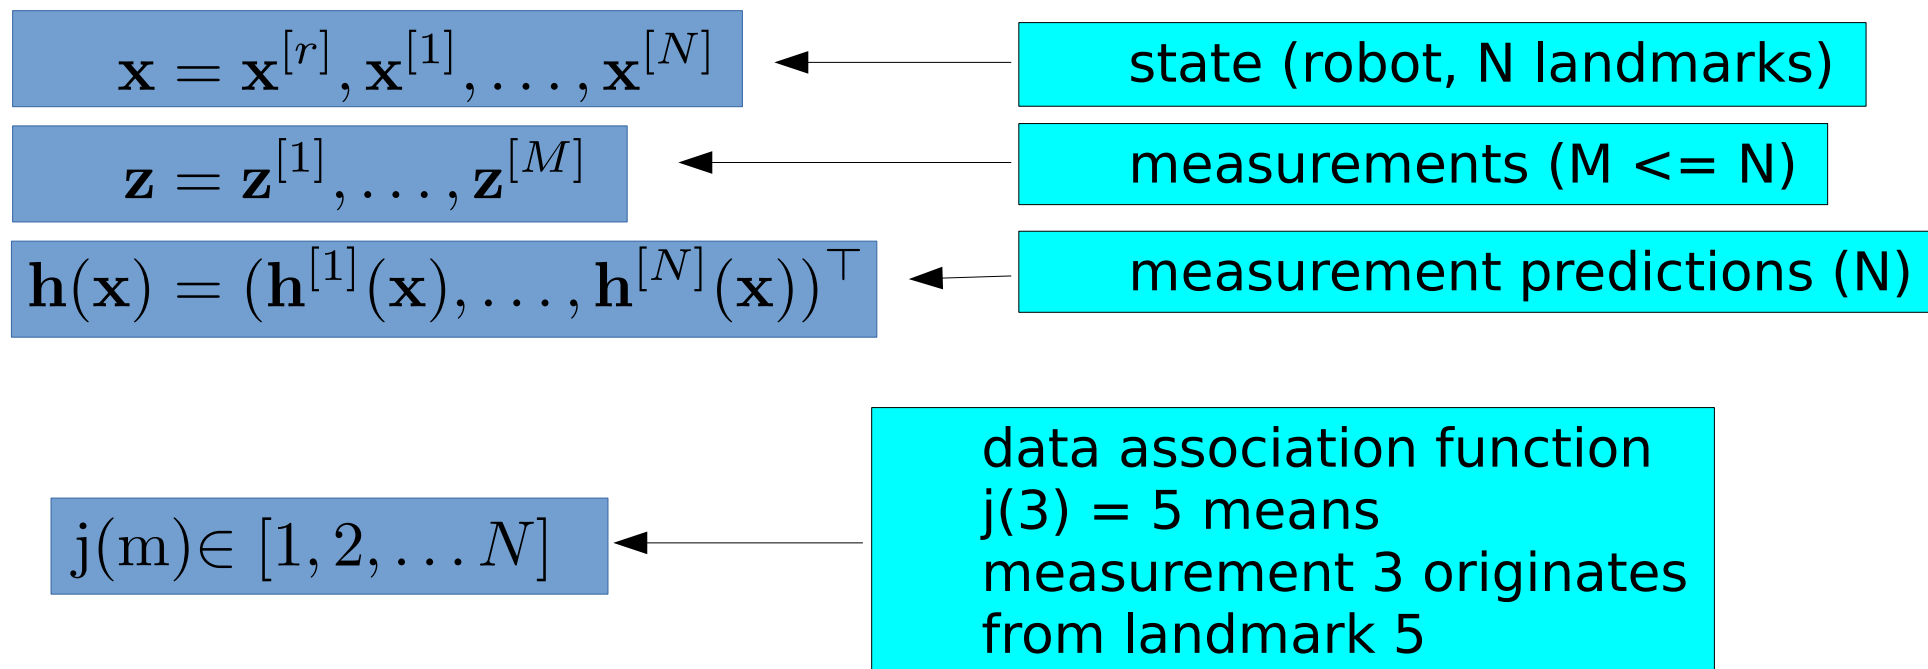 𝐱 = 𝐱^[r], 𝐱^[1], . . . , 𝐱^[N]
state (robot, N landmarks)
𝐳 = 𝐳^[1], . . . , 𝐳^[M]
measurements (M <= N)
𝐡(𝐱) = (𝐡^[1](𝐱), . . . , 𝐡^[N](𝐱))^⊤
measurement predictions (N)
j(m)∈ [1, 2, . . . N]
data association function
j(3) = 5 means
measurement 3 originates
from landmark 5